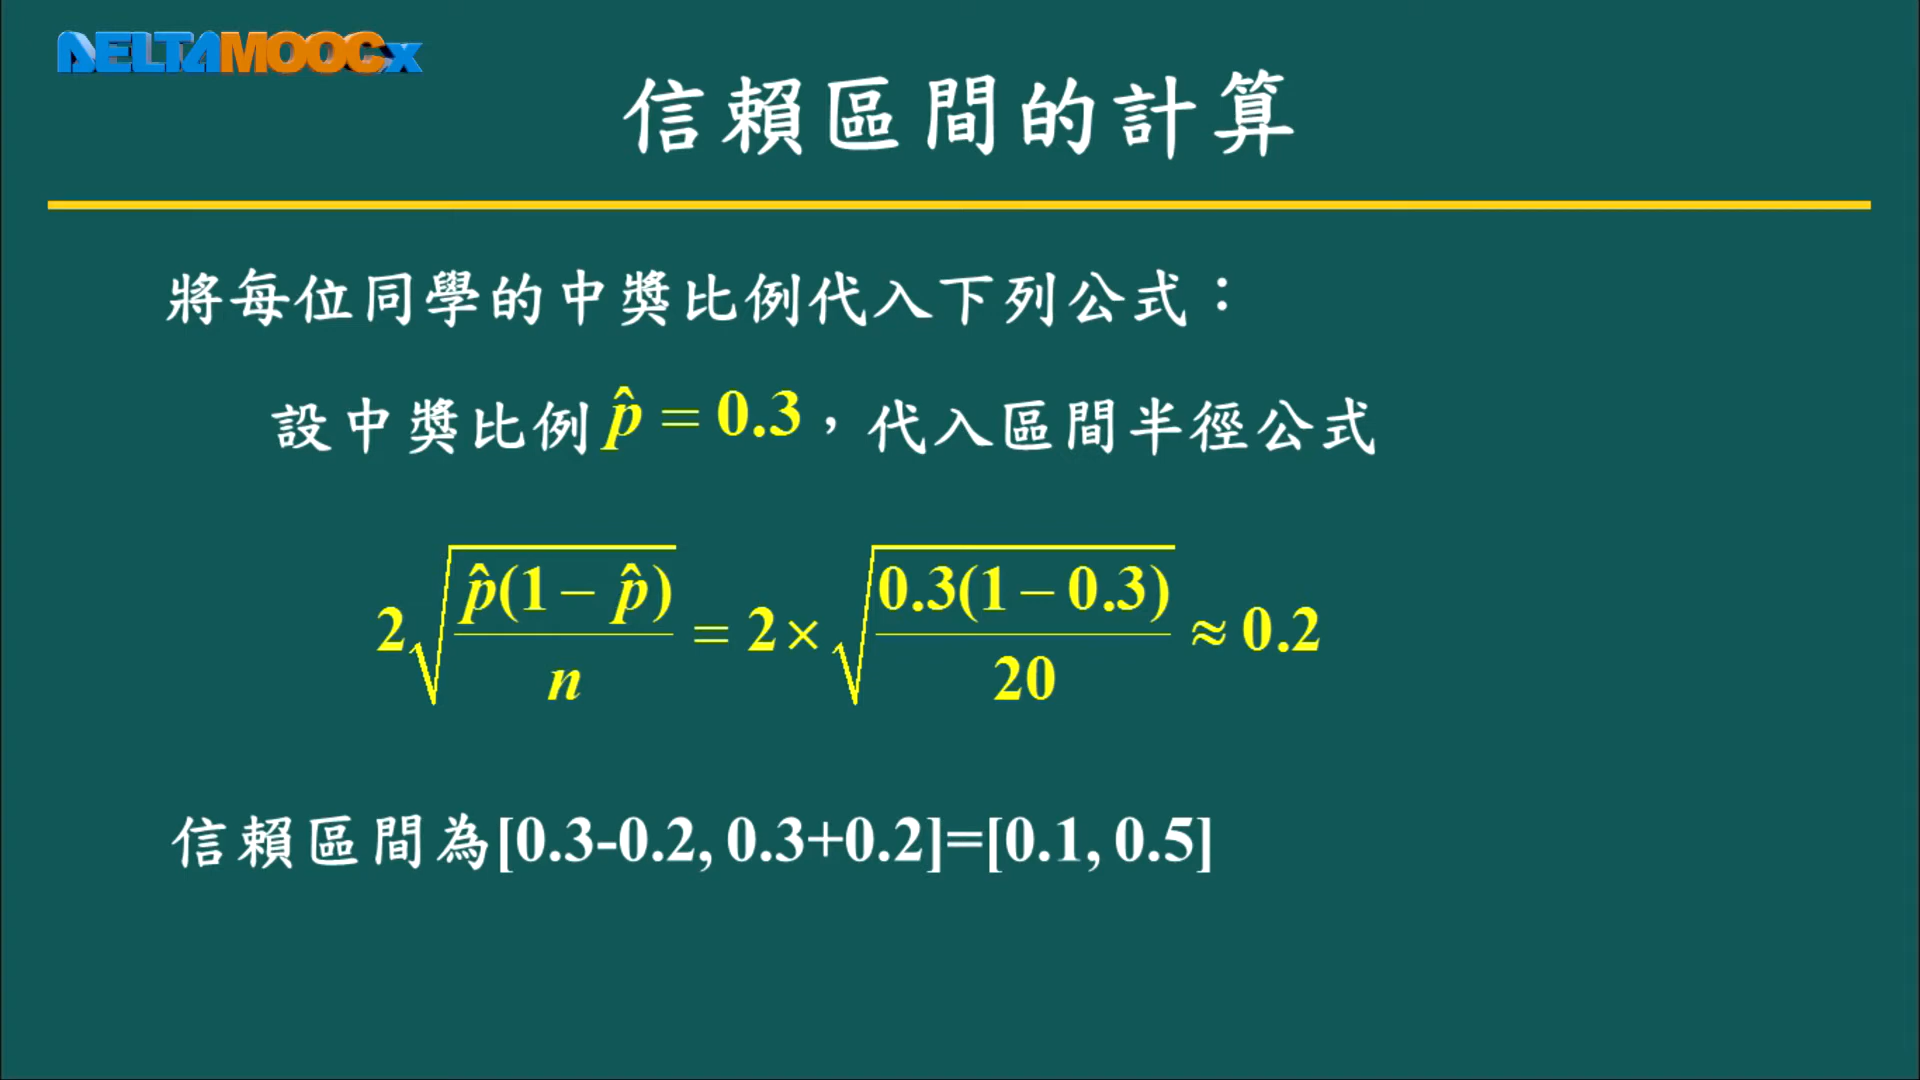 DELTAMOOCx
信賴區間的計算
將每位同學的中獎比例代入下列公式：
設中獎比例 p̂ = 0.3，代入區間半徑公式
2√(p̂(1 − p̂)/n) = 2 × √(0.3(1 − 0.3)/20) ≈ 0.2
信賴區間為[0.3-0.2, 0.3+0.2]=[0.1, 0.5]